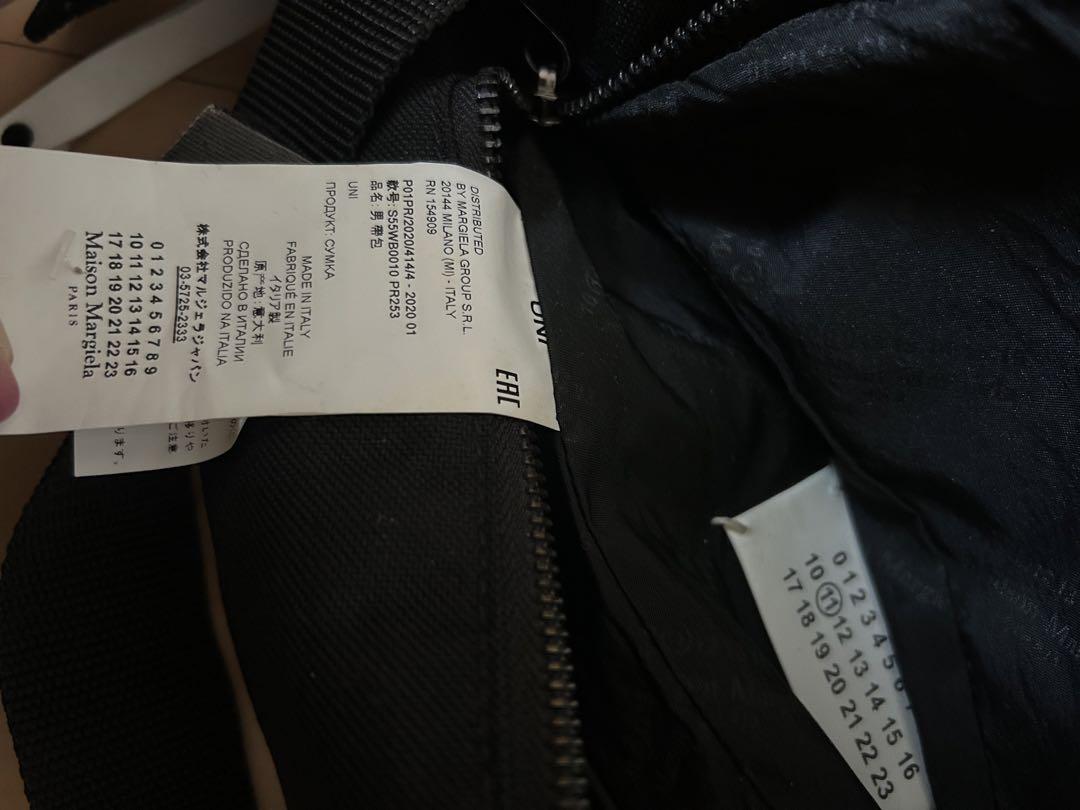 DISTRIBUTED
BY MARGIELA GROUP S.R.L.
20144 MILANO (MI) - ITALY
RN 154909
P01PR/2020/414/4 - 2020 01
款号: S55WB0010 PR253
品名: 男带包
UNI
ПРОДУКТ: СУМКА
MADE IN ITALY
イタリア製
FABRIQUÉ EN ITALIE
原产地: 意大利
СДЕЛАНО В ИТАЛИИ
PRODUZIDO NA ITALIA
株式会社マルジェラジャパン
03-5725-2333
0 1 2 3 4 5 6 7 8 9
10 11 12 13 14 15 16
17 18 19 20 21 22 23
Maison Margiela
PARIS
EAC
UNI
ご注意
0 1 2 3 4 5 6
10 11 12 13 14 15 16
17 18 19 20 21 22 23